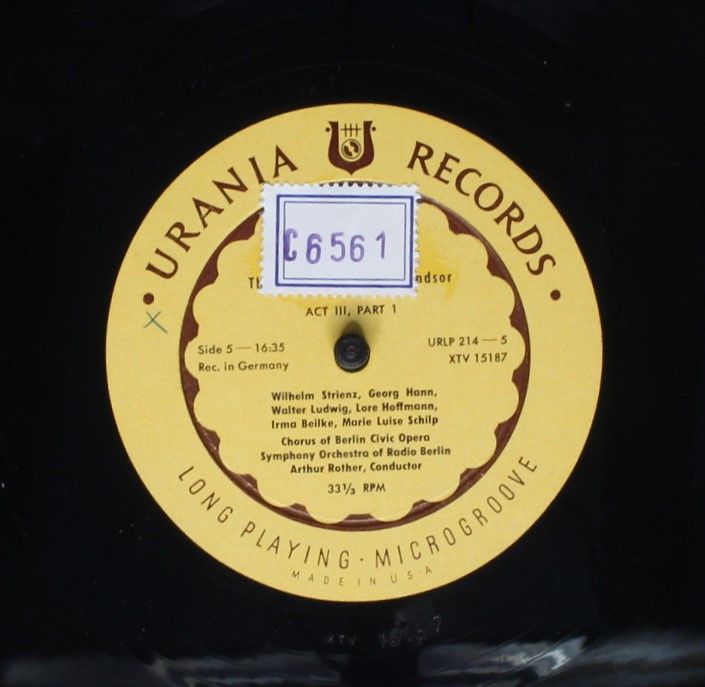 URANIA RECORDS
C6561
ndsor
ACT III, PART 1
Side 5 — 16:35
Rec. in Germany
URLP 214 — 5
XTV 15187
Wilhelm Strienz, Georg Hann,
Walter Ludwig, Lore Hoffmann,
Irma Beilke, Marie Luise Schilp
Chorus of Berlin Civic Opera
Symphony Orchestra of Radio Berlin
Arthur Rother, Conductor
33⅓ RPM
LONG PLAYING · MICROGROOVE
MADE IN U·S·A
XTV 15187